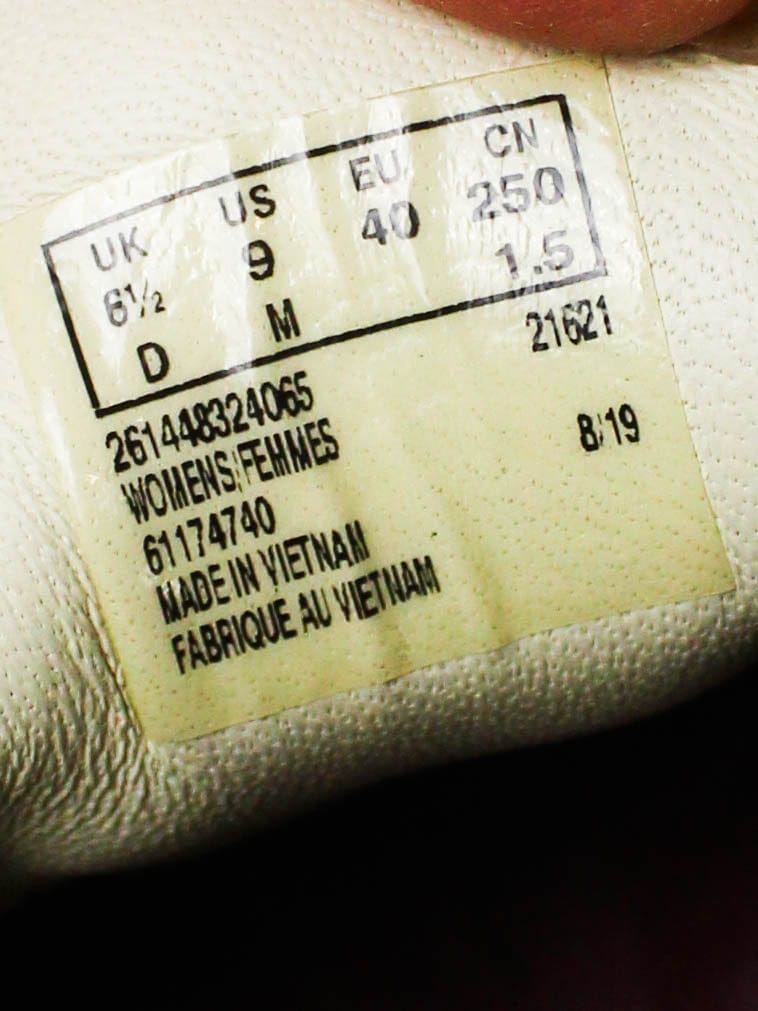 UK US EU CN
6½ 9 40 250
D M 1.5
261448324065 21621
WOMENS/FEMMES 8/19
61174740
MADE IN VIETNAM
FABRIQUE AU VIETNAM